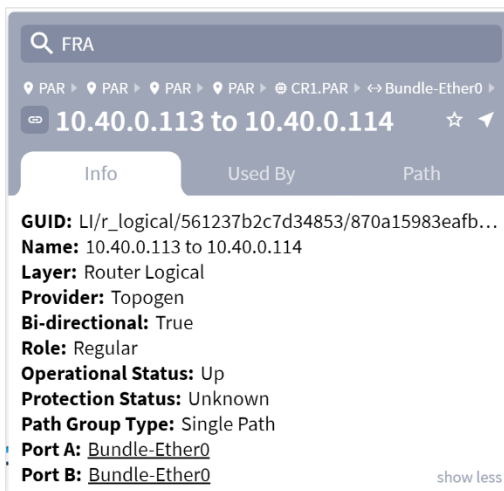 FRA
PAR PAR PAR PAR CR1.PAR Bundle-Ether0
10.40.0.113 to 10.40.0.114
Info Used By Path
GUID: LI/r_logical/561237b2c7d34853/870a15983eafb...
Name: 10.40.0.113 to 10.40.0.114
Layer: Router Logical
Provider: Topogen
Bi-directional: True
Role: Regular
Operational Status: Up
Protection Status: Unknown
Path Group Type: Single Path
Port A: Bundle-Ether0
Port B: Bundle-Ether0
show less